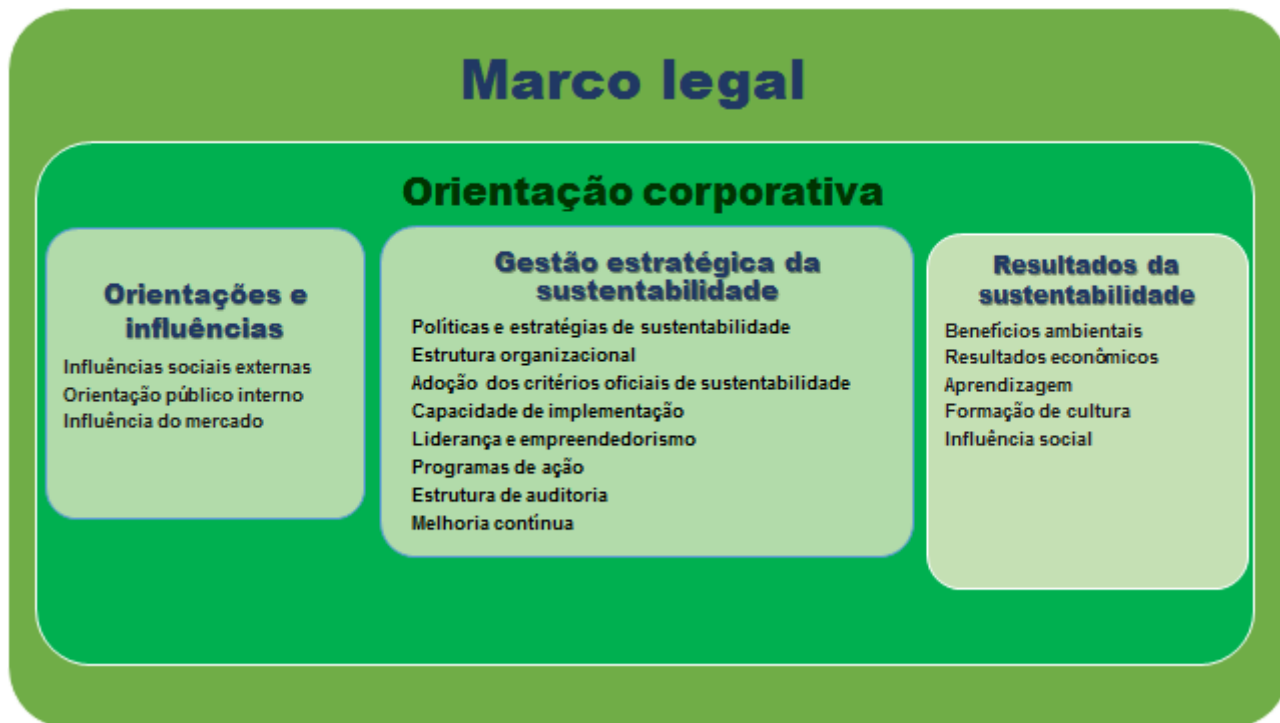 Marco legal
Orientação corporativa
Orientações e
influências
Influências sociais externas
Orientação público interno
Influência do mercado
Gestão estratégica da
sustentabilidade
Políticas e estratégias de sustentabilidade
Estrutura organizacional
Adoção dos critérios oficiais de sustentabilidade
Capacidade de implementação
Liderança e empreendedorismo
Programas de ação
Estrutura de auditoria
Melhoria contínua
Resultados da
sustentabilidade
Benefícios ambientais
Resultados econômicos
Aprendizagem
Formação de cultura
Influência social